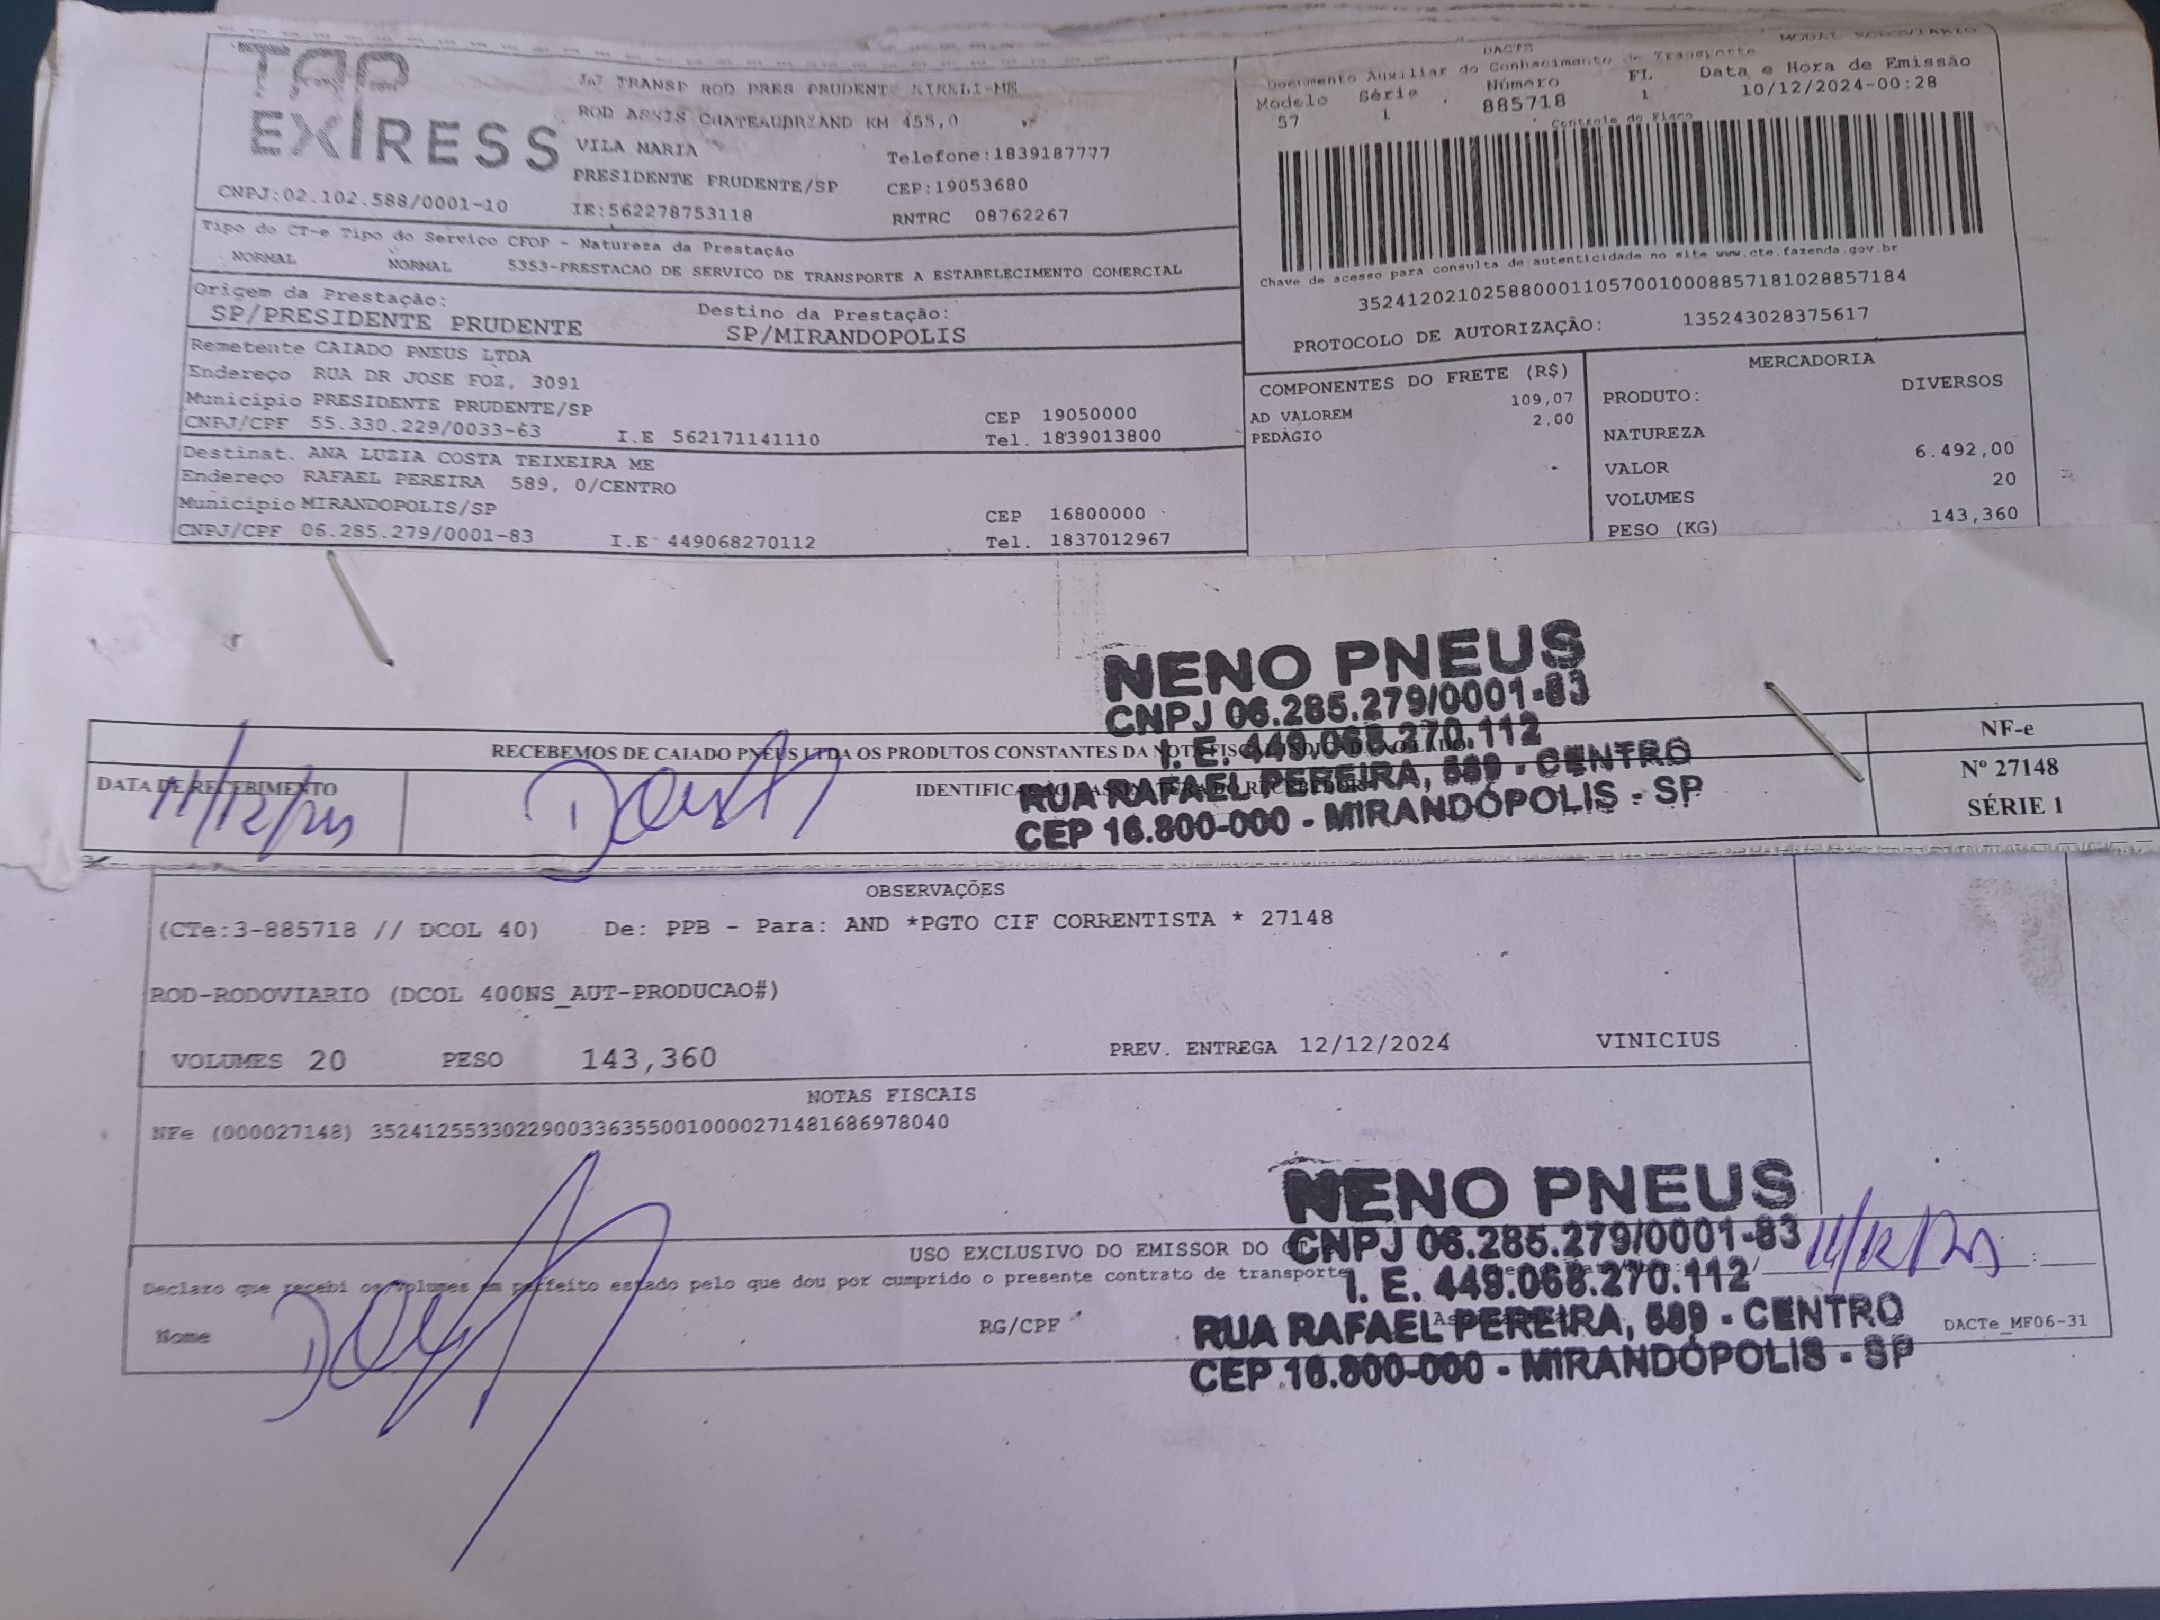 TAP
EXPRESS
J&J TRANSP ROD PRES PRUDENT EIRELI-ME
ROD ASSIS CHATEAUBRIAND KM 455,0
VILA MARIA
Telefone:1839187777
PRESIDENTE PRUDENTE/SP CEP:19053680
CNPJ:02.102.588/0001-10 IE:562278753118 RNTRC 08762267
DACTE MODAL RODOVIARIO
Documento Auxiliar do Conhecimento de Transporte
Modelo Série Número FL Data e Hora de Emissão
57 1 885718 1 10/12/2024-00:28
Controle do Fisco
Chave de acesso para consulta de autenticidade no site www.cte.fazenda.gov.br
35241202102588000110570010008857181028857184
PROTOCOLO DE AUTORIZAÇÃO: 135243028375617
Tipo do CT-e Tipo do Serviço CFOP - Natureza da Prestação
NORMAL NORMAL 5353-PRESTACAO DE SERVICO DE TRANSPORTE A ESTABELECIMENTO COMERCIAL
Origem da Prestação: Destino da Prestação:
SP/PRESIDENTE PRUDENTE SP/MIRANDOPOLIS
Remetente CAIADO PNEUS LTDA
Endereço RUA DR JOSE FOZ, 3091
Municipio PRESIDENTE PRUDENTE/SP CEP 19050000
CNPJ/CPF 55.330.229/0033-63 I.E 562171141110 Tel. 1839013800
Destinat. ANA LUZIA COSTA TEIXEIRA ME
Endereço RAFAEL PEREIRA 589, 0/CENTRO
Municipio MIRANDOPOLIS/SP CEP 16800000
CNPJ/CPF 06.285.279/0001-83 I.E 449068270112 Tel. 1837012967
COMPONENTES DO FRETE (R$)
109,07
AD VALOREM 2,00
PEDÁGIO
MERCADORIA
PRODUTO: DIVERSOS
NATUREZA
VALOR 6.492,00
VOLUMES 20
PESO (KG) 143,360
NENO PNEUS
CNPJ 06.285.279/0001-83
I. E. 449.068.270.112
RUA RAFAEL PEREIRA, 589 - CENTRO
CEP 16.800-000 - MIRANDÓPOLIS - SP
RECEBEMOS DE CAIADO PNEUS LTDA OS PRODUTOS CONSTANTES DA NOTA FISCAL INDICADA AO LADO
DATA DE RECEBIMENTO
11/12/24
IDENTIFICAÇÃO E ASSINATURA DO RECEBEDOR
NF-e
Nº 27148
SÉRIE 1
OBSERVAÇÕES
(CTe:3-885718 // DCOL 40) De: PPB - Para: AND *PGTO CIF CORRENTISTA * 27148
ROD-RODOVIARIO (DCOL 400NS_AUT-PRODUCAO#)
VOLUMES 20 PESO 143,360 PREV. ENTREGA 12/12/2024 VINICIUS
NOTAS FISCAIS
NFe (000027148) 35241255330229003363550010000271481686978040
NENO PNEUS
CNPJ 06.285.279/0001-83
I. E. 449.068.270.112
RUA RAFAEL PEREIRA, 589 - CENTRO
CEP 16.800-000 - MIRANDÓPOLIS - SP
11/12/24
USO EXCLUSIVO DO EMISSOR DO
Declaro que recebi os volumes em perfeito estado pelo que dou por cumprido o presente contrato de transporte
Nome RG/CPF
DACTe_MF06-31